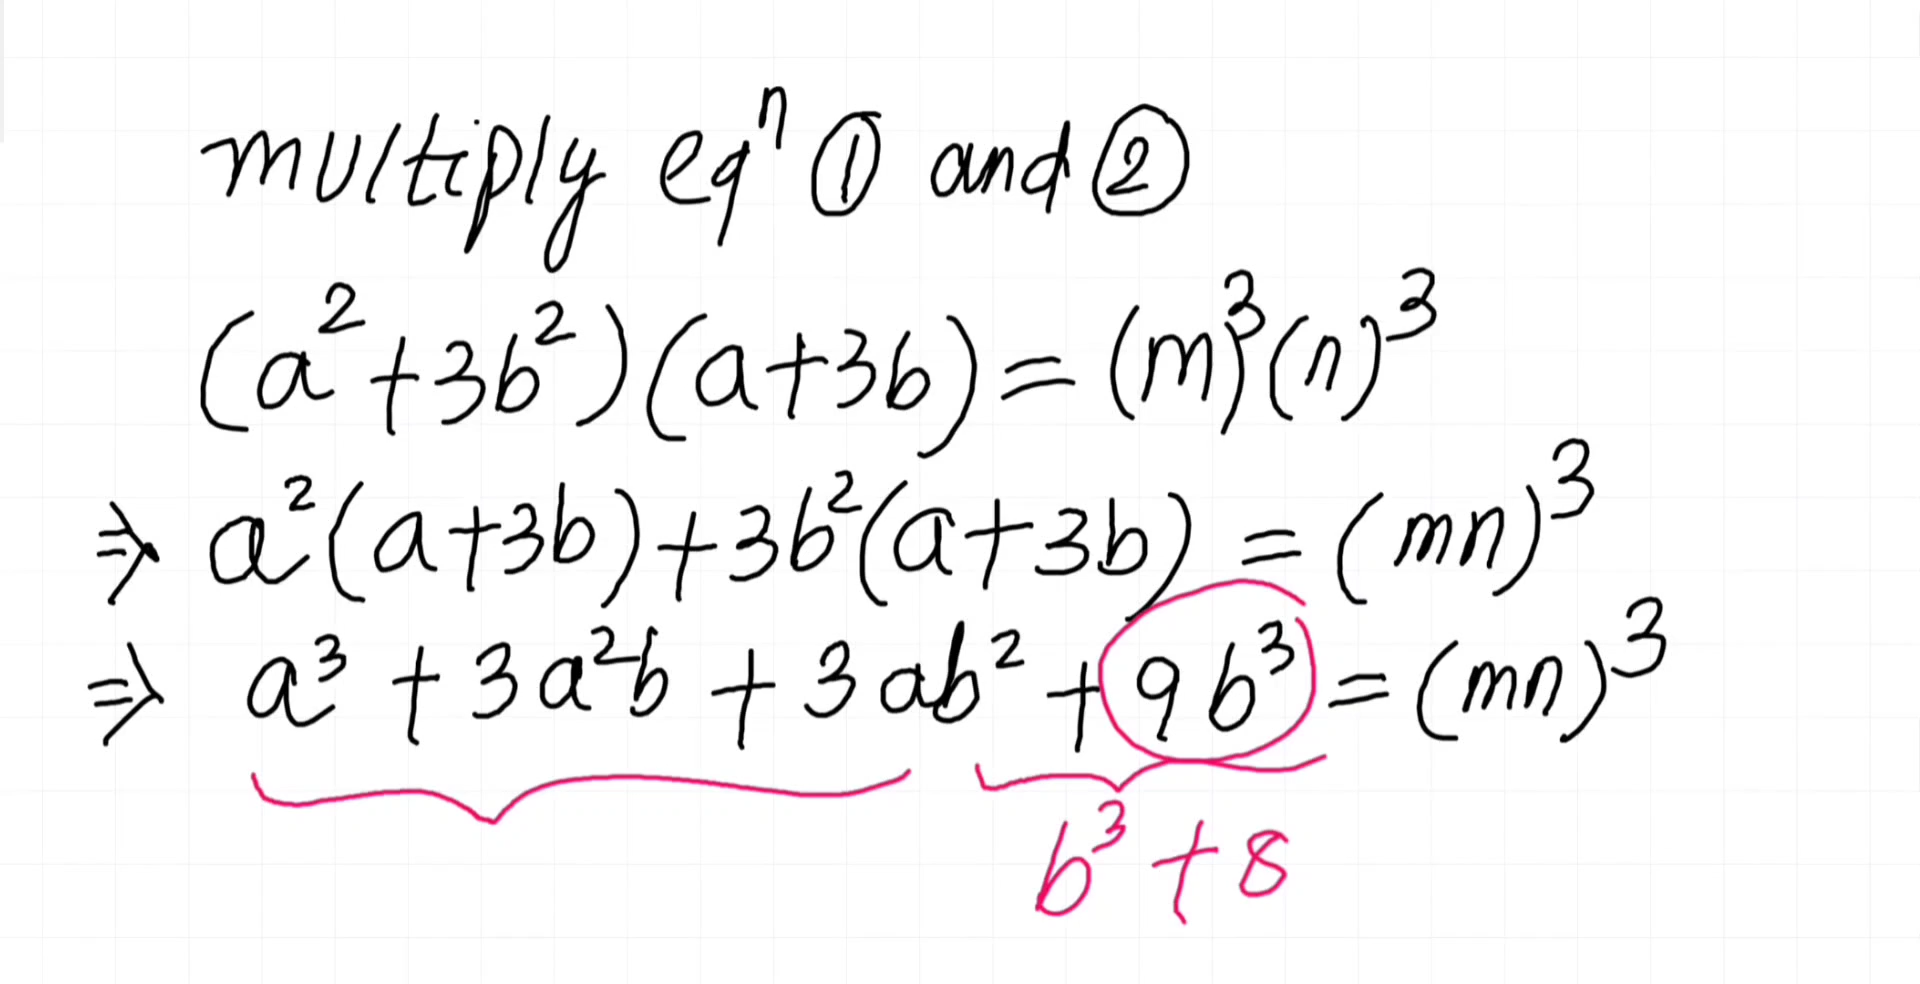 multiply eqⁿ ① and ②
(a²+3b²)(a+3b)=(m)³(n)³
⇒ a²(a+3b)+3b²(a+3b) = (mn)³
⇒ a³ + 3a²b + 3ab² + 9b³ = (mn)³
b³ + 8